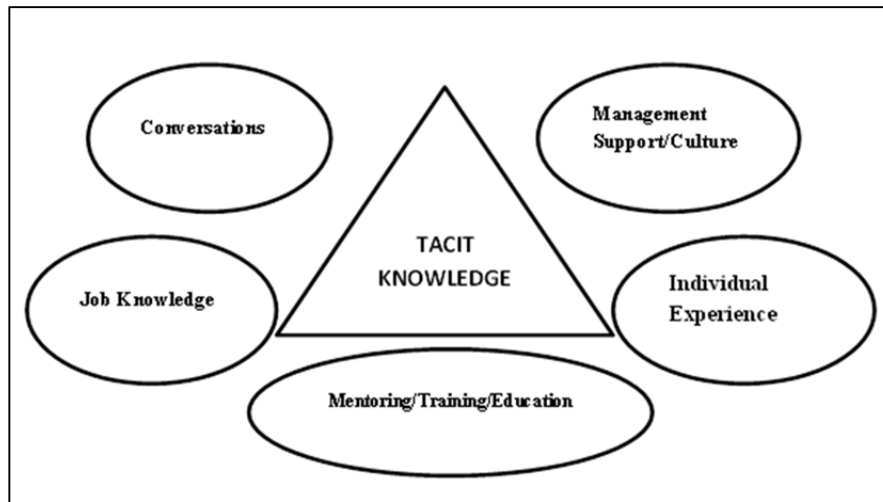 Conversations
Management
Support/Culture
TACIT
KNOWLEDGE
Job Knowledge
Individual
Experience
Mentoring/Training/Education